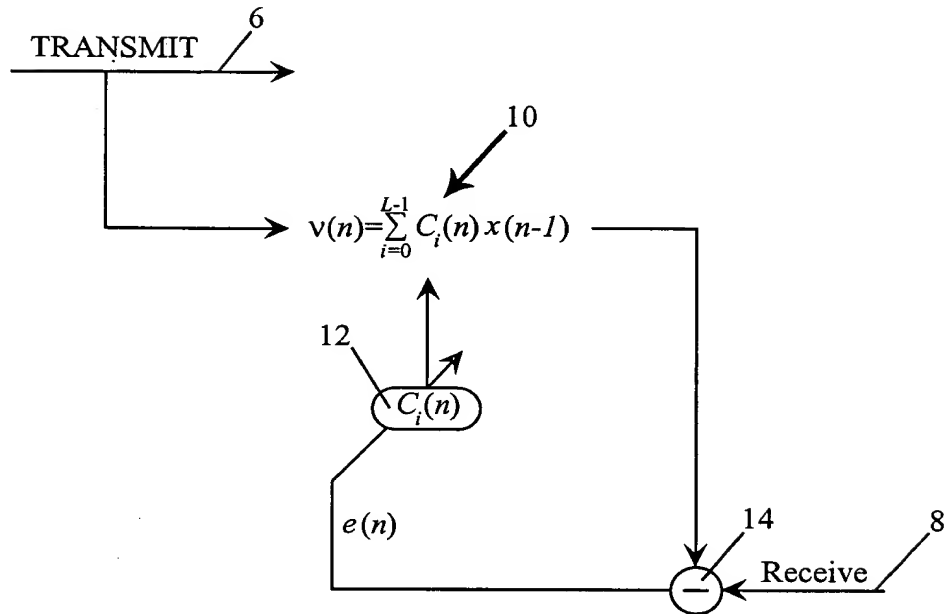 6
TRANSMIT
10
ν(n)=∑_{i=0}^{L-1} C_i(n) x(n-1)
12
C_i(n)
e(n)
14
8
Receive
−